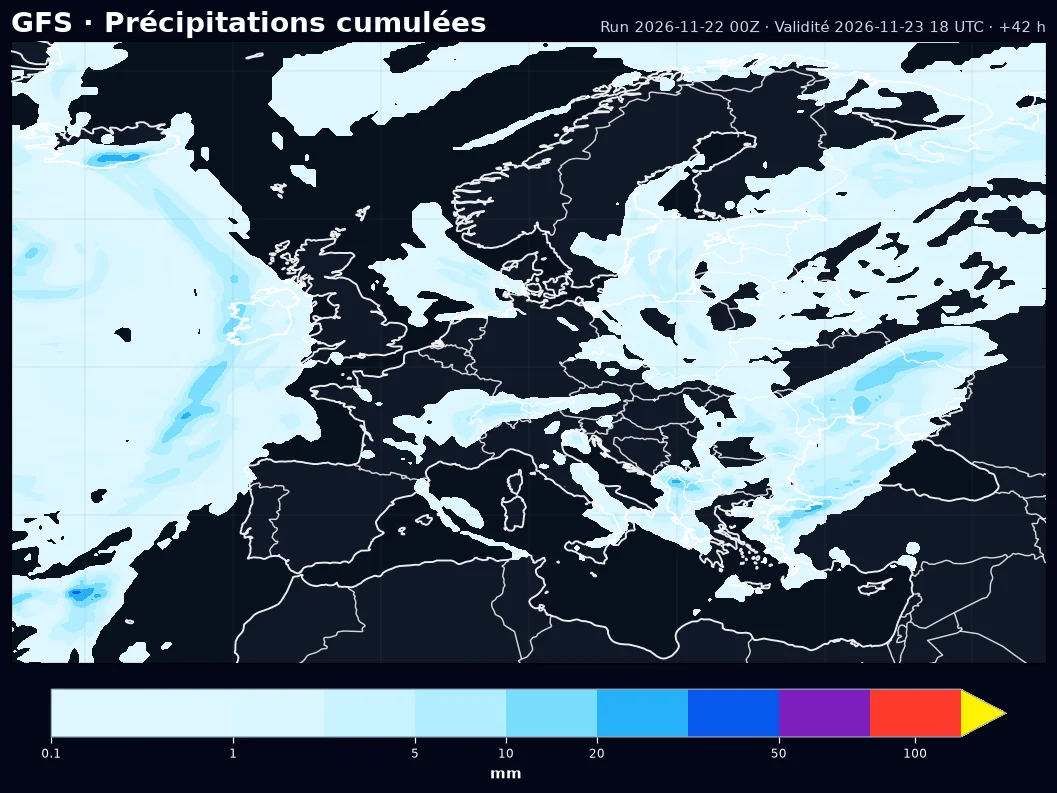 GFS · Précipitations cumulées
Run 2026-11-22 00Z · Validité 2026-11-23 18 UTC · +42 h
0.1 1 5 10 20 50 100
mm